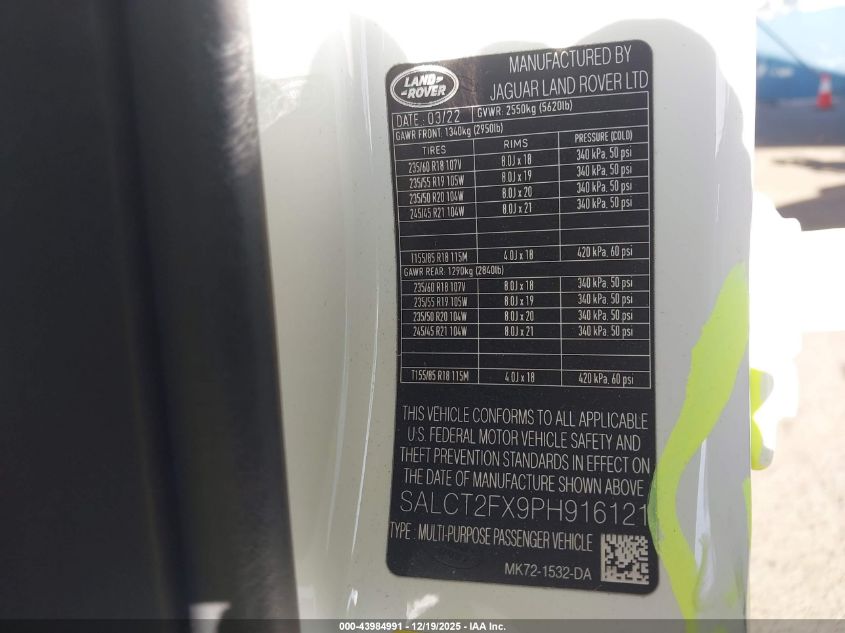 LAND
ROVER
MANUFACTURED BY
JAGUAR LAND ROVER LTD
DATE : 03/22 GVWR: 2550kg (5620lb)
GAWR FRONT: 1340kg (2950lb)
TIRES RIMS PRESSURE (COLD)
235/60 R18 107V 8.0J x 18 340 kPa, 50 psi
235/55 R19 105W 8.0J x 19 340 kPa, 50 psi
235/50 R20 104W 8.0J x 20 340 kPa, 50 psi
245/45 R21 104W 8.0J x 21 340 kPa, 50 psi
T155/85 R18 115M 4.0J x 18 420 kPa, 60 psi
GAWR REAR: 1290kg (2840lb)
235/60 R18 107V 8.0J x 18 340 kPa, 50 psi
235/55 R19 105W 8.0J x 19 340 kPa, 50 psi
235/50 R20 104W 8.0J x 20 340 kPa, 50 psi
245/45 R21 104W 8.0J x 21 340 kPa, 50 psi
T155/85 R18 115M 4.0J x 18 420 kPa, 60 psi
THIS VEHICLE CONFORMS TO ALL APPLICABLE
U.S. FEDERAL MOTOR VEHICLE SAFETY AND
THEFT PREVENTION STANDARDS IN EFFECT ON
THE DATE OF MANUFACTURE SHOWN ABOVE
SALCT2FX9PH916121
TYPE : MULTI-PURPOSE PASSENGER VEHICLE
MK72-1532-DA
000-43984991 - 12/19/2025 - IAA Inc.